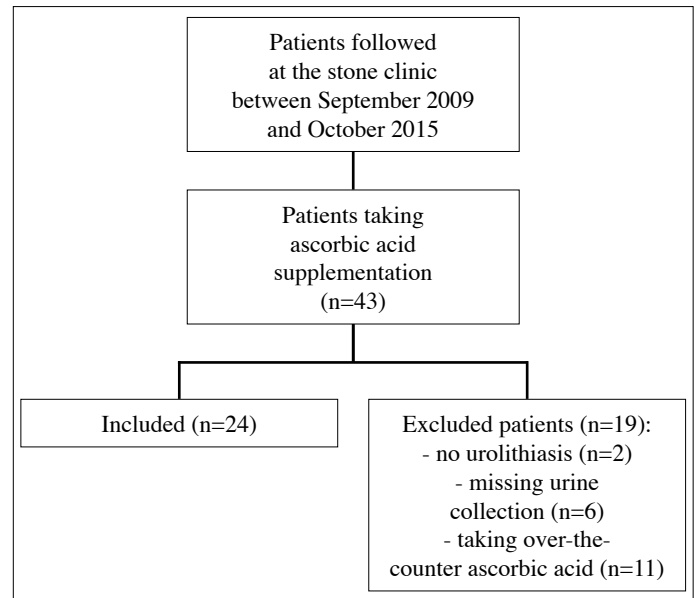 Patients followed
at the stone clinic
between September 2009
and October 2015
Patients taking
ascorbic acid
supplementation
(n=43)
Included (n=24)
Excluded patients (n=19):
- no urolithiasis (n=2)
- missing urine
collection (n=6)
- taking over-the-
counter ascorbic acid (n=11)